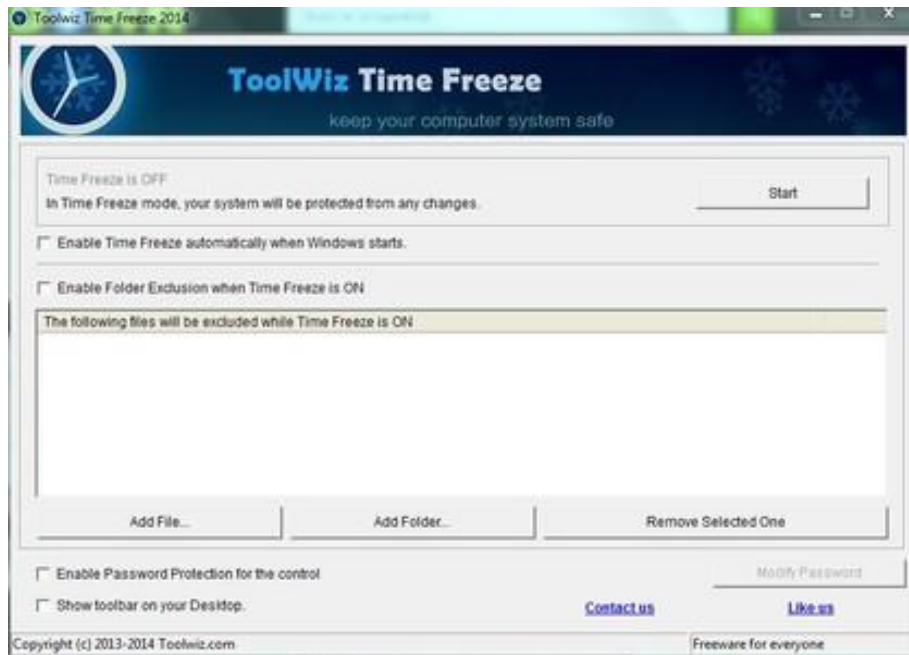 Toolwiz Time Freeze 2014
ToolWiz Time Freeze
keep your computer system safe
Time Freeze is OFF
In Time Freeze mode, your system will be protected from any changes.
Start
Enable Time Freeze automatically when Windows starts.
Enable Folder Exclusion when Time Freeze is ON
The following files will be excluded while Time Freeze is ON
Add File...
Add Folder...
Remove Selected One
Enable Password Protection for the control
Modify Password
Show toolbar on your Desktop.
Contact us
Like us
Copyright (c) 2013-2014 Toolwiz.com
Freeware for everyone